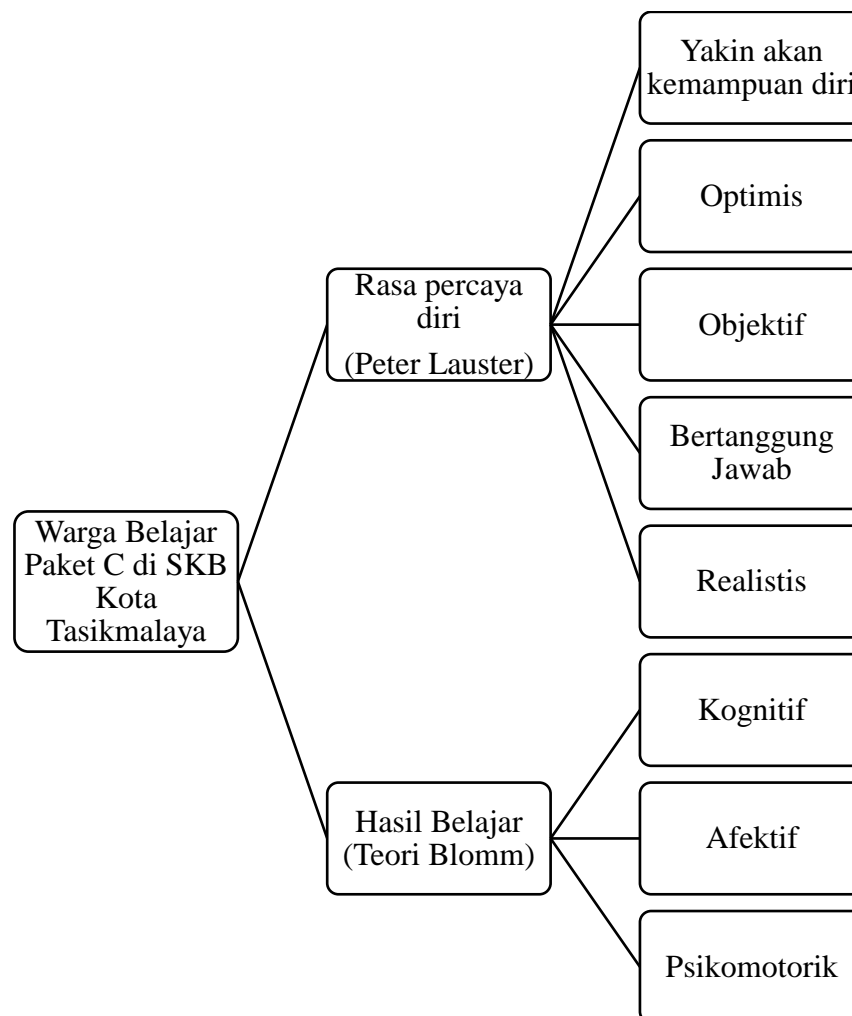 Warga Belajar
Paket C di SKB
Kota
Tasikmalaya
Rasa percaya
diri
(Peter Lauster)
Yakin akan
kemampuan diri
Optimis
Objektif
Bertanggung
Jawab
Realistis
Hasil Belajar
(Teori Blomm)
Kognitif
Afektif
Psikomotorik